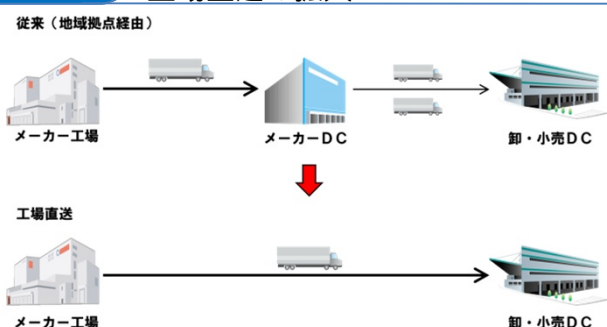 従来（地域拠点経由）
メーカー工場
メーカーＤＣ
卸・小売ＤＣ
工場直送
メーカー工場
卸・小売ＤＣ